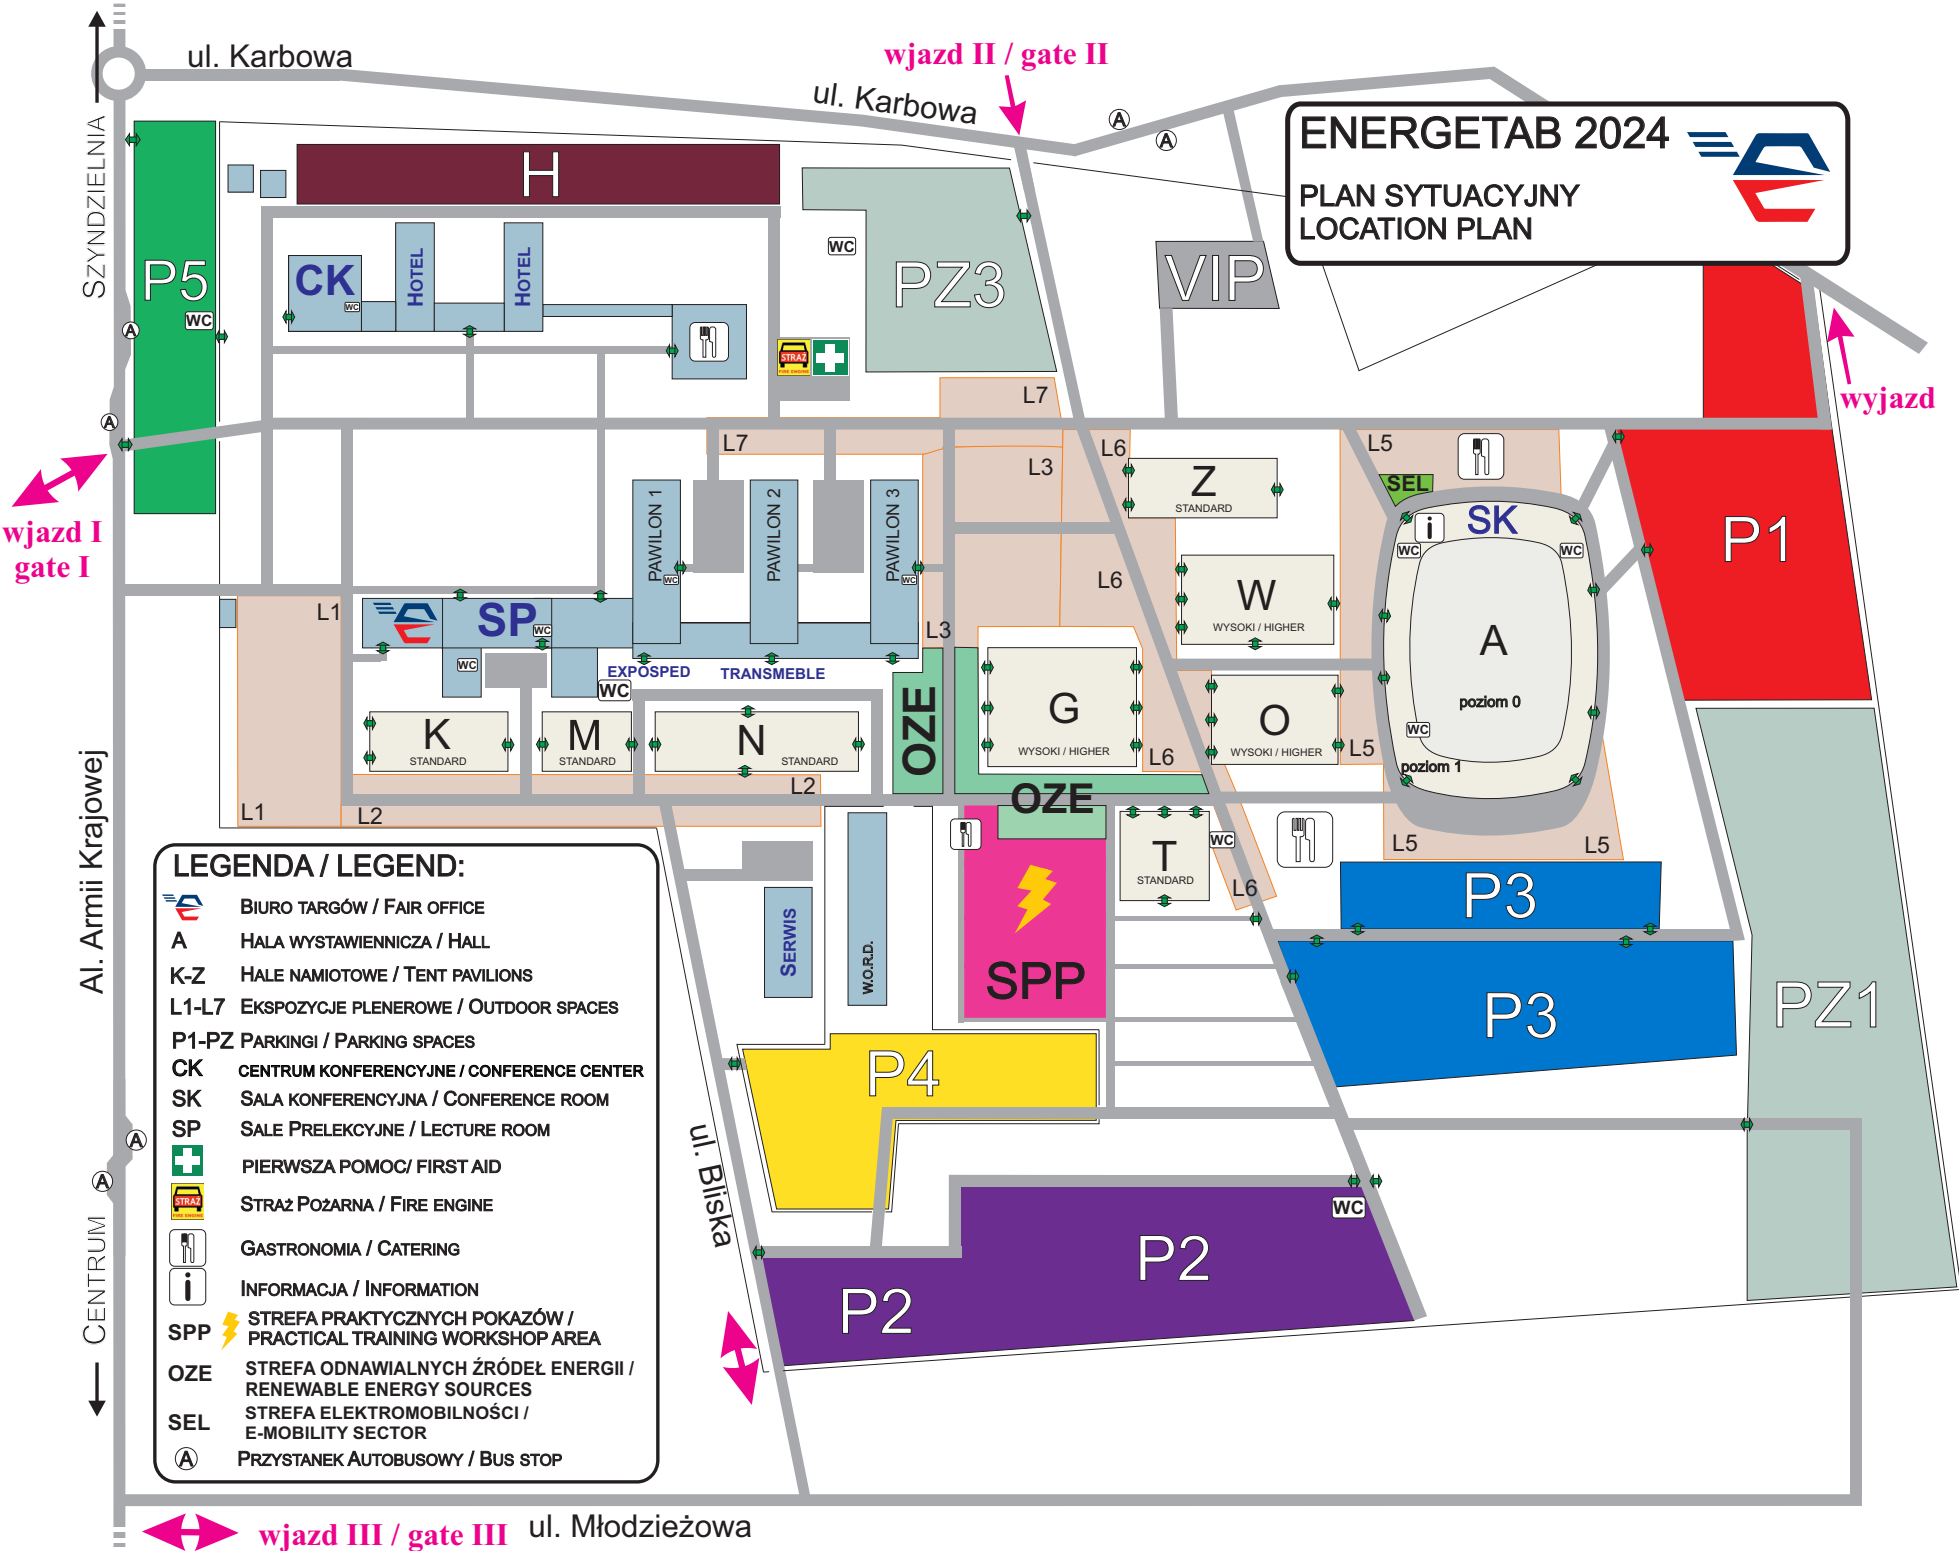 ul. Karbowa
wjazd II / gate II
ul. Karbowa
A
A
ENERGETAB 2024
PLAN SYTUACYJNY
LOCATION PLAN
SZYNDZIELNIA
H
P5
WC
A
A
CK
WC
HOTEL
HOTEL
WC
PZ3
VIP
STRAŻ
FIRE ENGINE
wyjazd
L7
L7
L3
L6
L5
SEL
Z
STANDARD
SK
i
WC
WC
P1
wjazd I
gate I
PAWILON 1
WC
PAWILON 2
PAWILON 3
WC
L6
W
WYSOKI / HIGHER
A
poziom 0
WC
poziom 1
L1
SP
WC
WC
L3
EXPOSPED
TRANSMEBLE
WC
OZE
G
WYSOKI / HIGHER
O
WYSOKI / HIGHER
L5
L6
K
STANDARD
M
STANDARD
N
STANDARD
L2
L1
L2
OZE
T
STANDARD
WC
L6
L5
L5
P3
P3
PZ1
SPP
SERWIS
W.O.R.D.
P4
P2
P2
WC
ul. Bliska
Al. Armii Krajowej
A
A
CENTRUM
LEGENDA / LEGEND:
BIURO TARGÓW / FAIR OFFICE
A HALA WYSTAWIENNICZA / HALL
K-Z HALE NAMIOTOWE / TENT PAVILIONS
L1-L7 EKSPOZYCJE PLENEROWE / OUTDOOR SPACES
P1-PZ PARKINGI / PARKING SPACES
CK CENTRUM KONFERENCYJNE / CONFERENCE CENTER
SK SALA KONFERENCYJNA / CONFERENCE ROOM
SP SALE PRELEKCYJNE / LECTURE ROOM
PIERWSZA POMOC/ FIRST AID
STRAŻ
FIRE ENGINE
STRAż POżARNA / FIRE ENGINE
GASTRONOMIA / CATERING
i INFORMACJA / INFORMATION
SPP STREFA PRAKTYCZNYCH POKAZÓW /
PRACTICAL TRAINING WORKSHOP AREA
OZE STREFA ODNAWIALNYCH ŹRÓDEŁ ENERGII /
RENEWABLE ENERGY SOURCES
SEL STREFA ELEKTROMOBILNOŚCI /
E-MOBILITY SECTOR
A PRZYSTANEK AUTOBUSOWY / BUS STOP
wjazd III / gate III
ul. Młodzieżowa